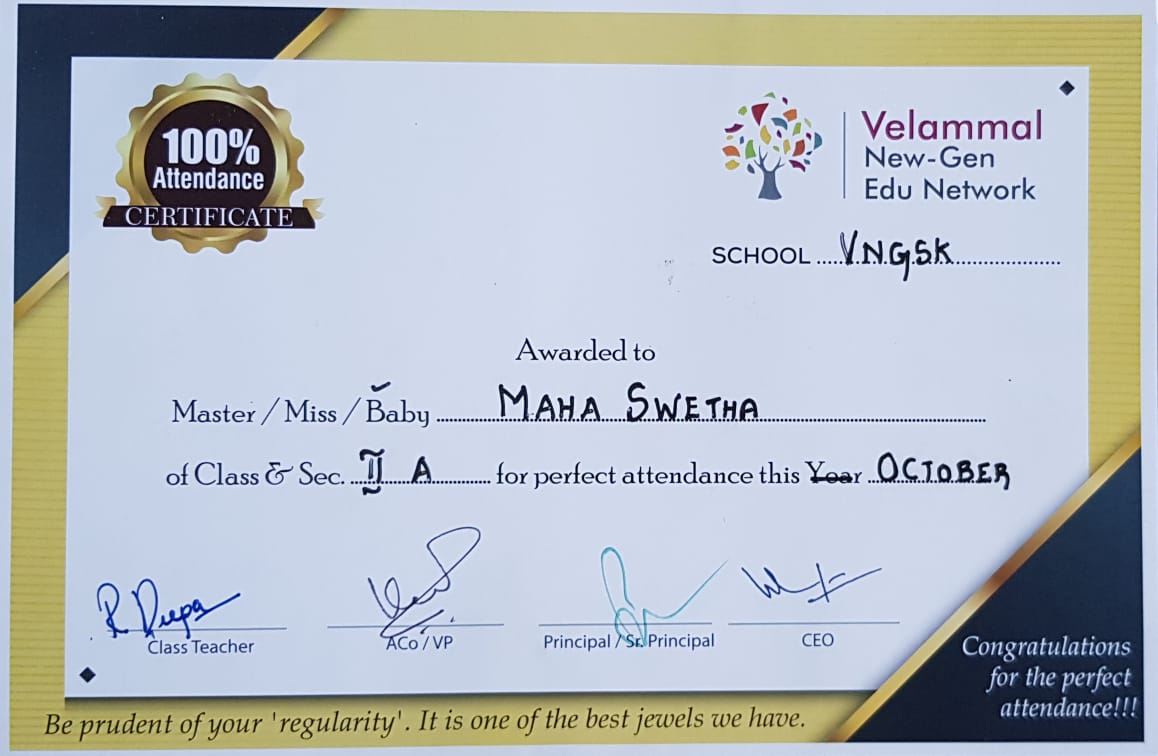 100%
Attendance
CERTIFICATE
Velammal
New-Gen
Edu Network
SCHOOL .....V.N.G.S.K....................
Awarded to
Master / Miss / Baby ..........MAHA SWETHA..........
of Class & Sec. ....II A........... for perfect attendance this Year ..OCTOBER
R Deepa
Class Teacher
ACo / VP
Principal / Sr. Principal
CEO
Congratulations
for the perfect
attendance!!!
Be prudent of your 'regularity'. It is one of the best jewels we have.